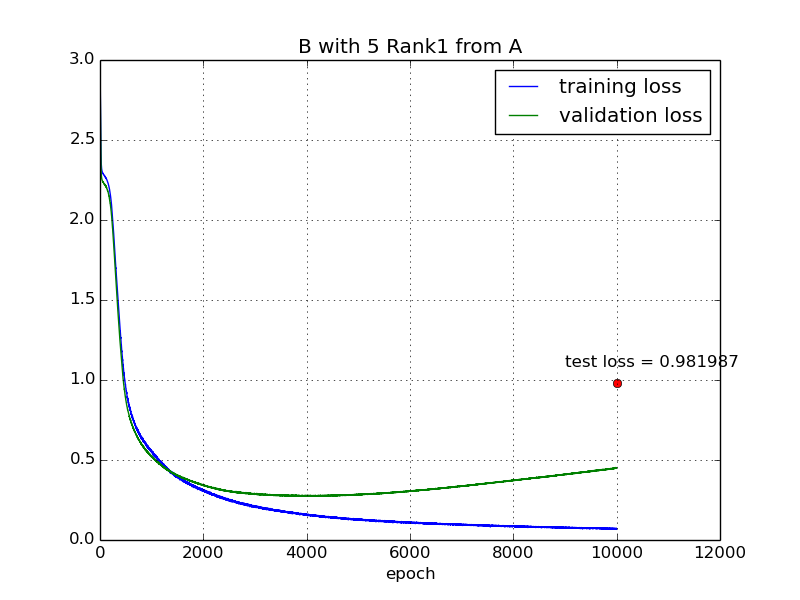 B with 5 Rank1 from A
3.0
2.5
2.0
1.5
1.0
0.5
0.0
training loss
validation loss
test loss = 0.981987
0 2000 4000 6000 8000 10000 12000
epoch